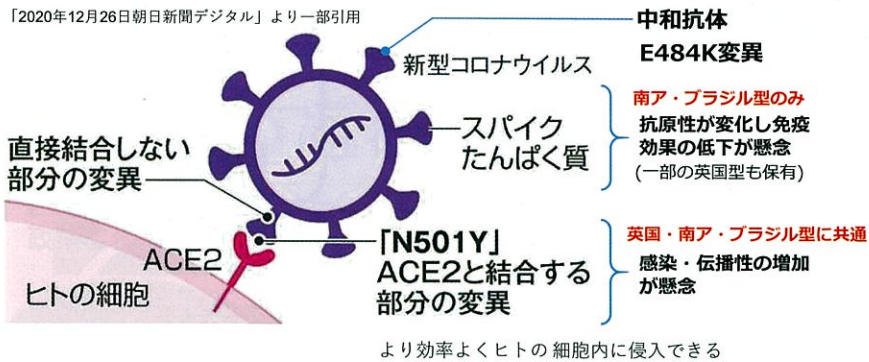 「2020年12月26日朝日新聞デジタル」より一部引用
中和抗体
E484K変異
新型コロナウイルス
南ア・ブラジル型のみ
抗原性が変化し免疫
効果の低下が懸念
(一部の英国型も保有)
スパイク
たんぱく質
直接結合しない
部分の変異
「N501Y」
ACE2と結合する
部分の変異
英国・南ア・ブラジル型に共通
感染・伝播性の増加
が懸念
ACE2
ヒトの細胞
より効率よくヒトの 細胞内に侵入できる